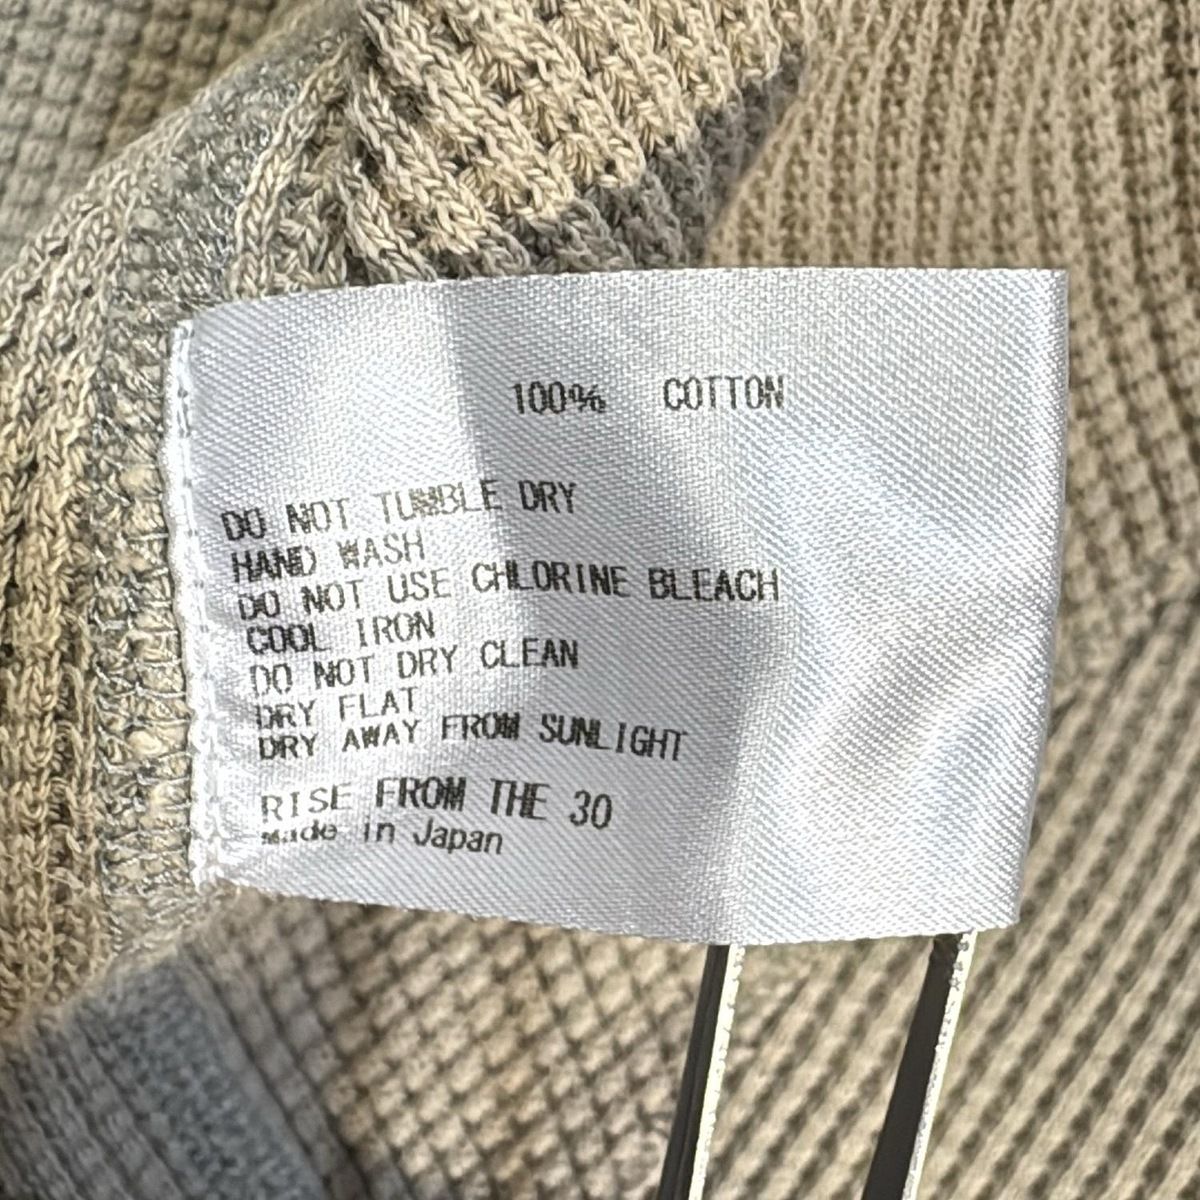 100% COTTON
DO NOT TUMBLE DRY
HAND WASH
DO NOT USE CHLORINE BLEACH
COOL IRON
DO NOT DRY CLEAN
DRY FLAT
DRY AWAY FROM SUNLIGHT
RISE FROM THE 30
Made in Japan